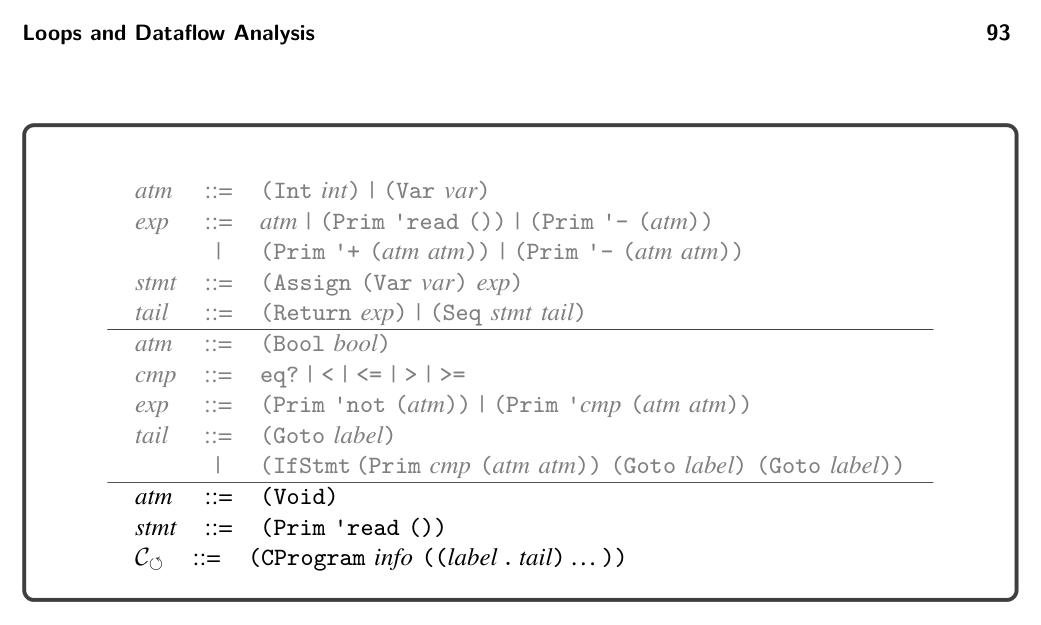 Loops and Dataflow Analysis 93
atm ::= (Int int) | (Var var)
exp ::= atm | (Prim 'read ()) | (Prim '- (atm))
| (Prim '+ (atm atm)) | (Prim '- (atm atm))
stmt ::= (Assign (Var var) exp)
tail ::= (Return exp) | (Seq stmt tail)
atm ::= (Bool bool)
cmp ::= eq? | < | <= | > | >=
exp ::= (Prim 'not (atm)) | (Prim 'cmp (atm atm))
tail ::= (Goto label)
| (IfStmt (Prim cmp (atm atm)) (Goto label) (Goto label))
atm ::= (Void)
stmt ::= (Prim 'read ())
C↺ ::= (CProgram info ((label . tail) ... ))